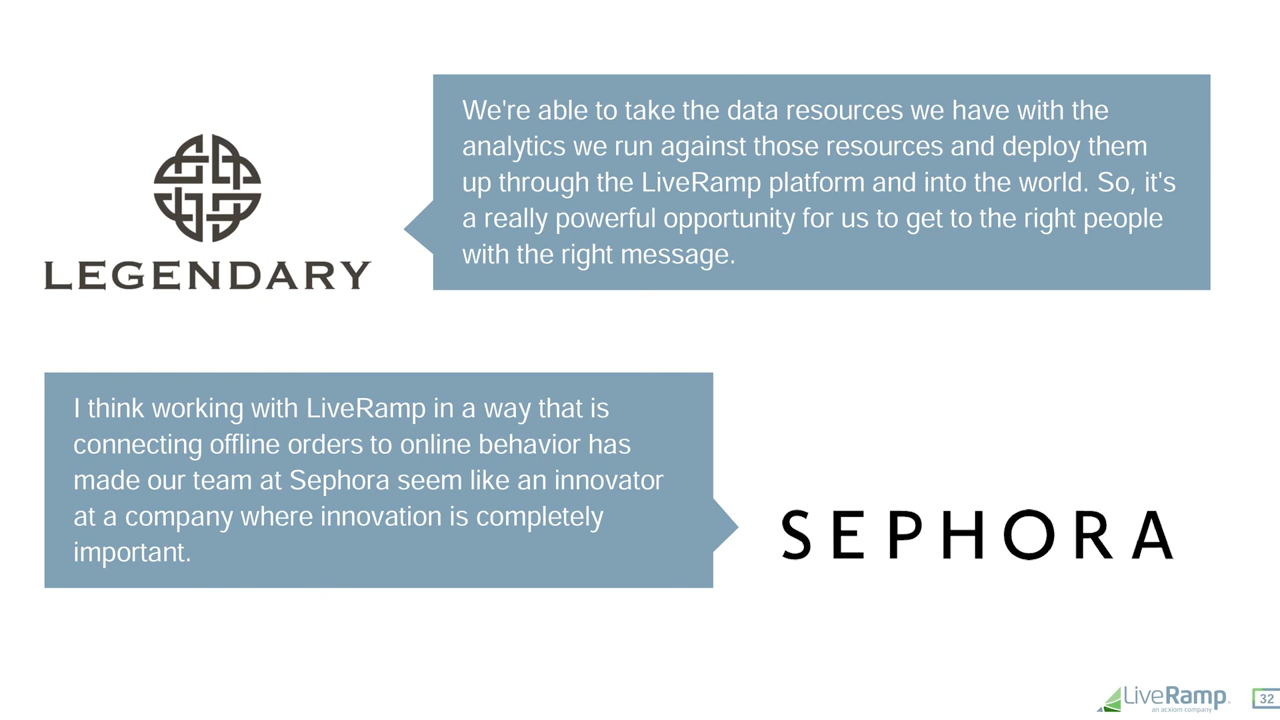 We're able to take the data resources we have with the
analytics we run against those resources and deploy them
up through the LiveRamp platform and into the world. So, it's
a really powerful opportunity for us to get to the right people
with the right message.
LEGENDARY
I think working with LiveRamp in a way that is
connecting offline orders to online behavior has
made our team at Sephora seem like an innovator
at a company where innovation is completely
important.
SEPHORA
LiveRamp
an acxiom company
32